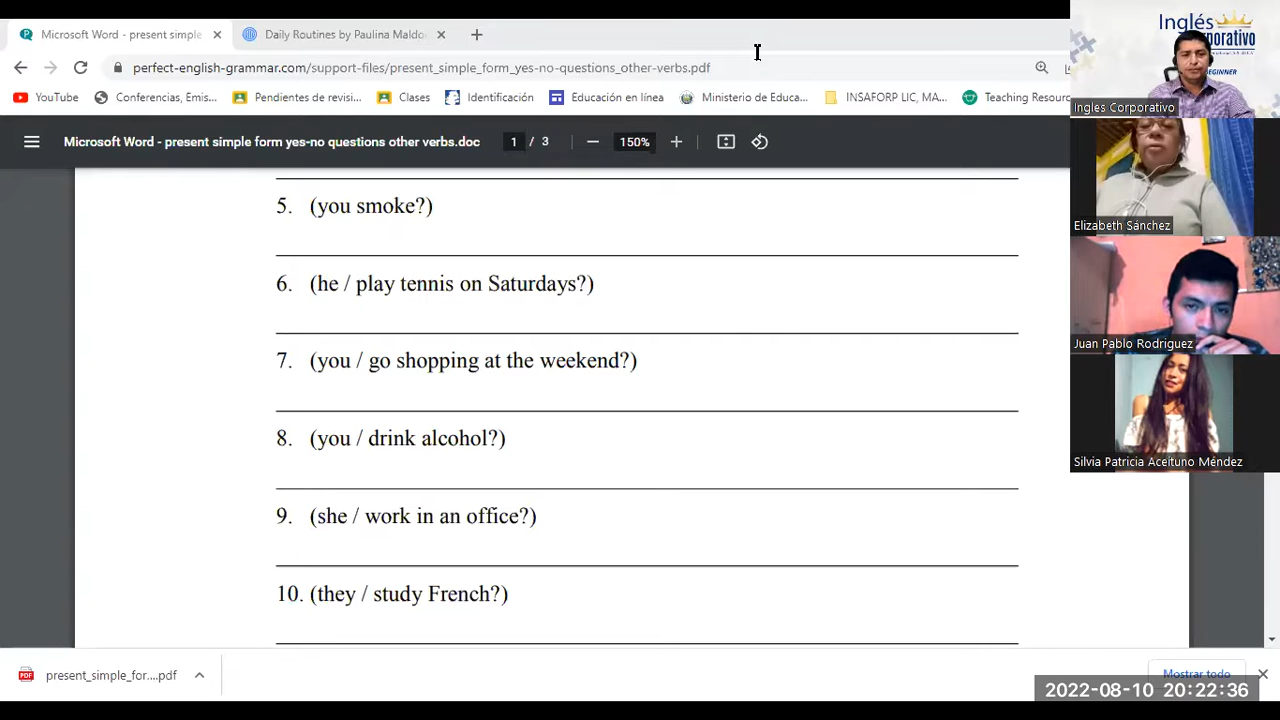 Microsoft Word - present simple
Daily Routines by Paulina Maldo
perfect-english-grammar.com/support-files/present_simple_form_yes-no-questions_other-verbs.pdf
YouTube
Conferencias, Emis...
Pendientes de revisi...
Clases
Identificación
Educación en línea
Ministerio de Educa...
INSAFORP LIC, MA...
Teaching Resourc
Microsoft Word - present simple form yes-no questions other verbs.doc
1 / 3
150%
5. (you smoke?)
6. (he / play tennis on Saturdays?)
7. (you / go shopping at the weekend?)
8. (you / drink alcohol?)
9. (she / work in an office?)
10. (they / study French?)
present_simple_for....pdf
Mostrar todo
Inglés
Corporativo
BEGINNER
Ingles Corporativo
Elizabeth Sánchez
Juan Pablo Rodriguez
Silvia Patricia Aceituno Méndez
2022-08-10 20:22:36